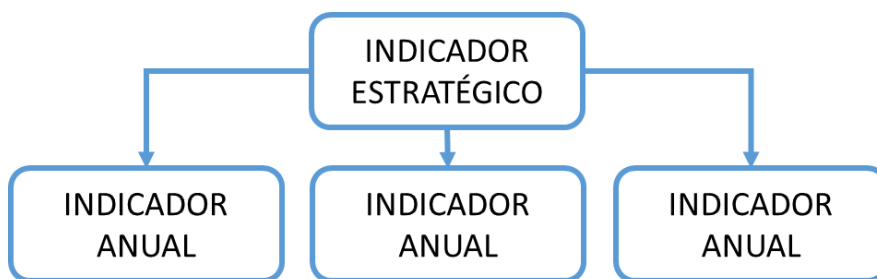 INDICADOR
ESTRATÉGICO
INDICADOR
ANUAL
INDICADOR
ANUAL
INDICADOR
ANUAL